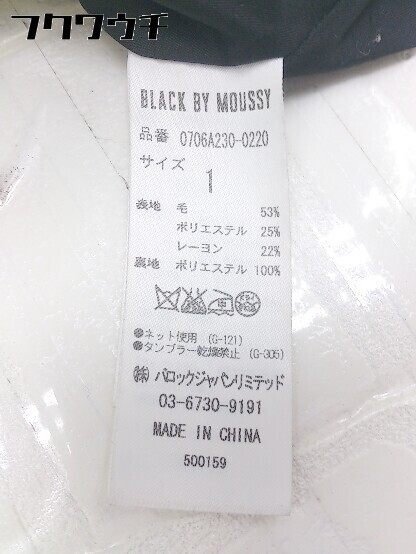 フクウウチ
BLACK BY MOUSSY
品番 0706A230-0220
サイズ
1
表地 毛 53%
ポリエステル 25%
レーヨン 22%
裏地 ポリエステル 100%
●ネット使用 (G-121)
●タンブラー乾燥禁止 (G-305)
㈱バロックジャパンリミテッド
03-6730-9191
MADE IN CHINA
500159